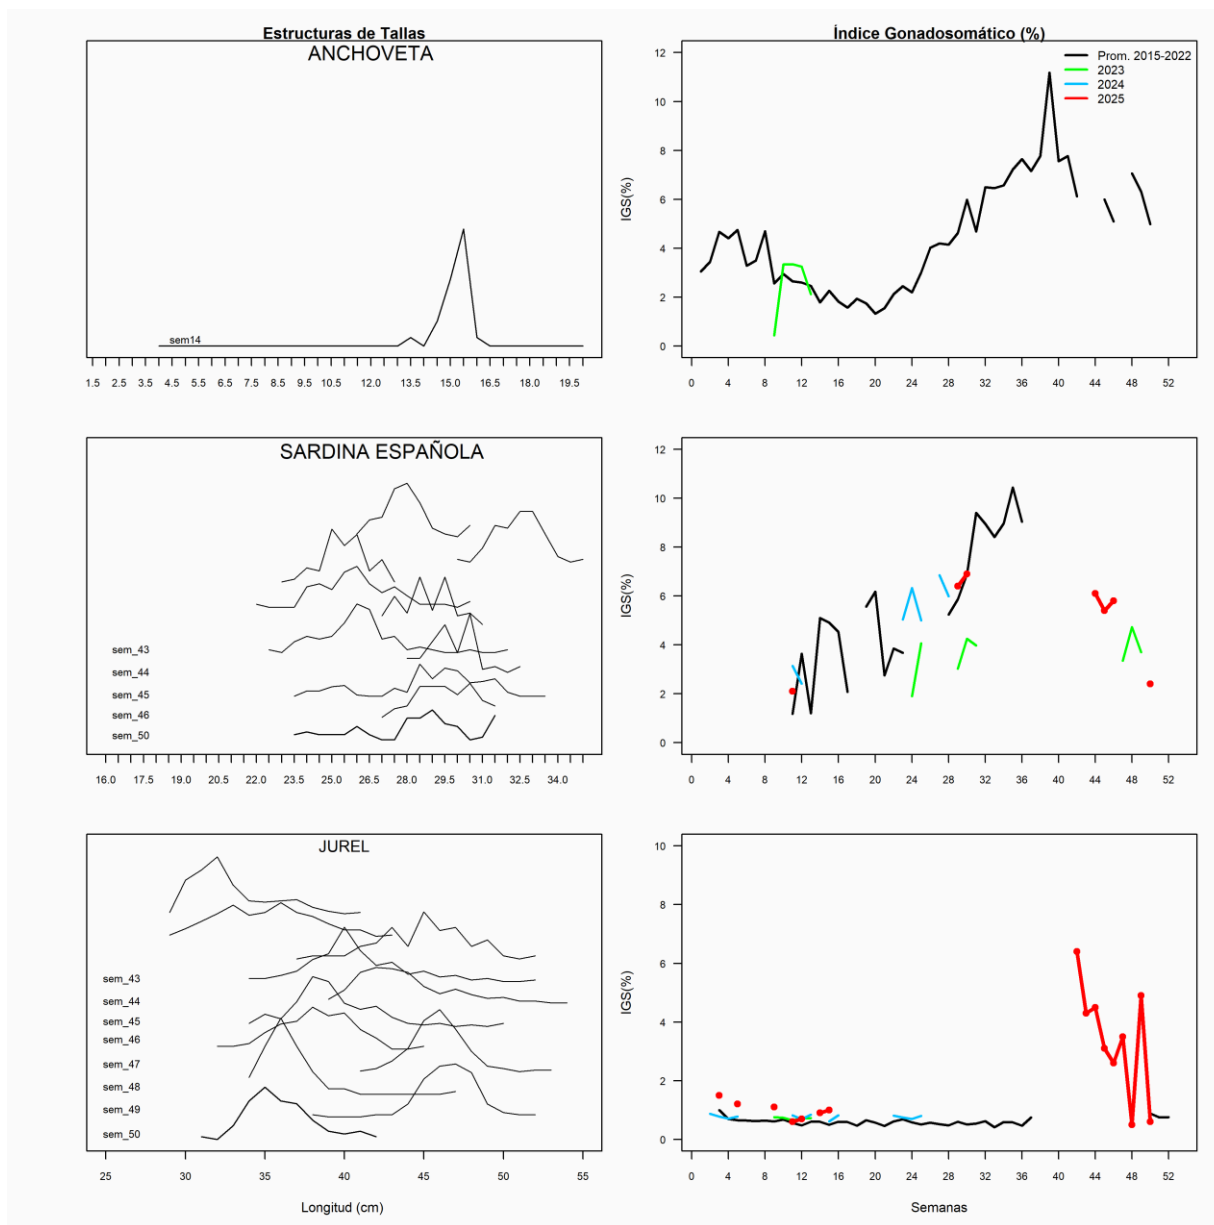 Estructuras de Tallas
ANCHOVETA
sem14
1.5 2.5 3.5 4.5 5.5 6.5 7.5 8.5 9.5 10.5 12.0 13.5 15.0 16.5 18.0 19.5
Índice Gonadosomático (%)
Prom. 2015-2022
2023
2024
2025
IGS(%)
12
10
8
6
4
2
0
0 4 8 12 16 20 24 28 32 36 40 44 48 52
SARDINA ESPAÑOLA
sem_43
sem_44
sem_45
sem_46
sem_50
16.0 17.5 19.0 20.5 22.0 23.5 25.0 26.5 28.0 29.5 31.0 32.5 34.0
IGS(%)
12
10
8
6
4
2
0
0 4 8 12 16 20 24 28 32 36 40 44 48 52
JUREL
sem_43
sem_44
sem_45
sem_46
sem_47
sem_48
sem_49
sem_50
25 30 35 40 45 50 55
Longitud (cm)
IGS(%)
10
8
6
4
2
0
0 4 8 12 16 20 24 28 32 36 40 44 48 52
Semanas